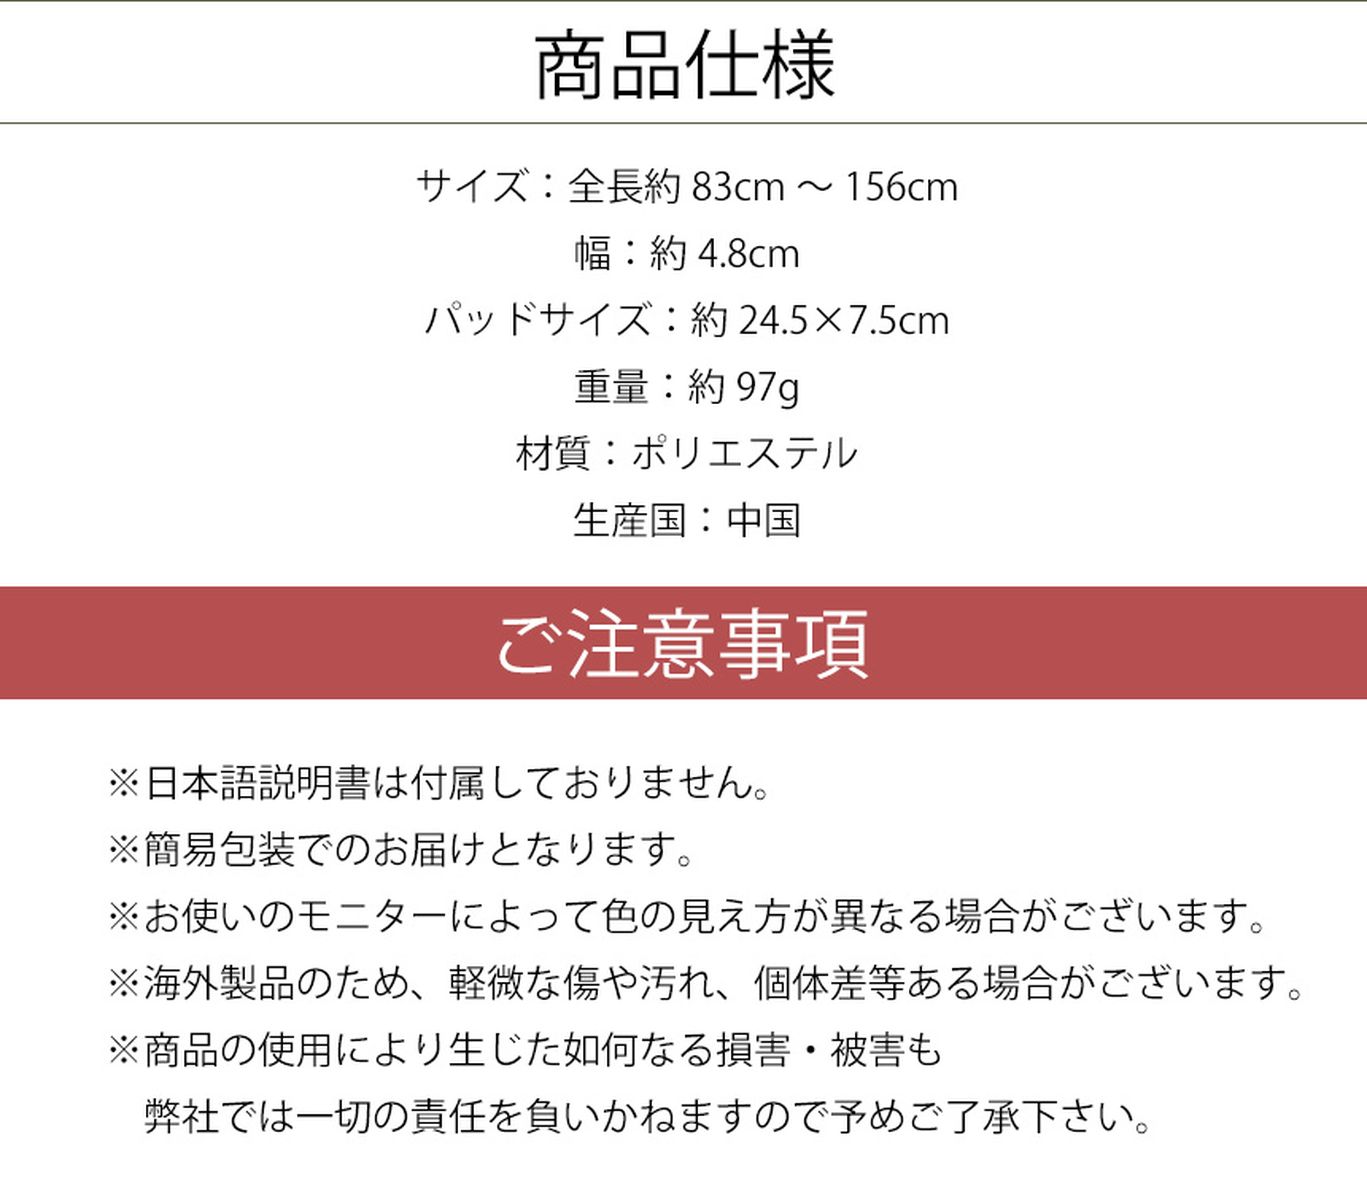 商品仕様
サイズ：全長約 83cm ～ 156cm
幅：約 4.8cm
パッドサイズ：約 24.5×7.5cm
重量：約 97g
材質：ポリエステル
生産国：中国
ご注意事項
※日本語説明書は付属しておりません。
※簡易包装でのお届けとなります。
※お使いのモニターによって色の見え方が異なる場合がございます。
※海外製品のため、軽微な傷や汚れ、個体差等ある場合がございます。
※商品の使用により生じた如何なる損害・被害も
弊社では一切の責任を負いかねますので予めご了承下さい。